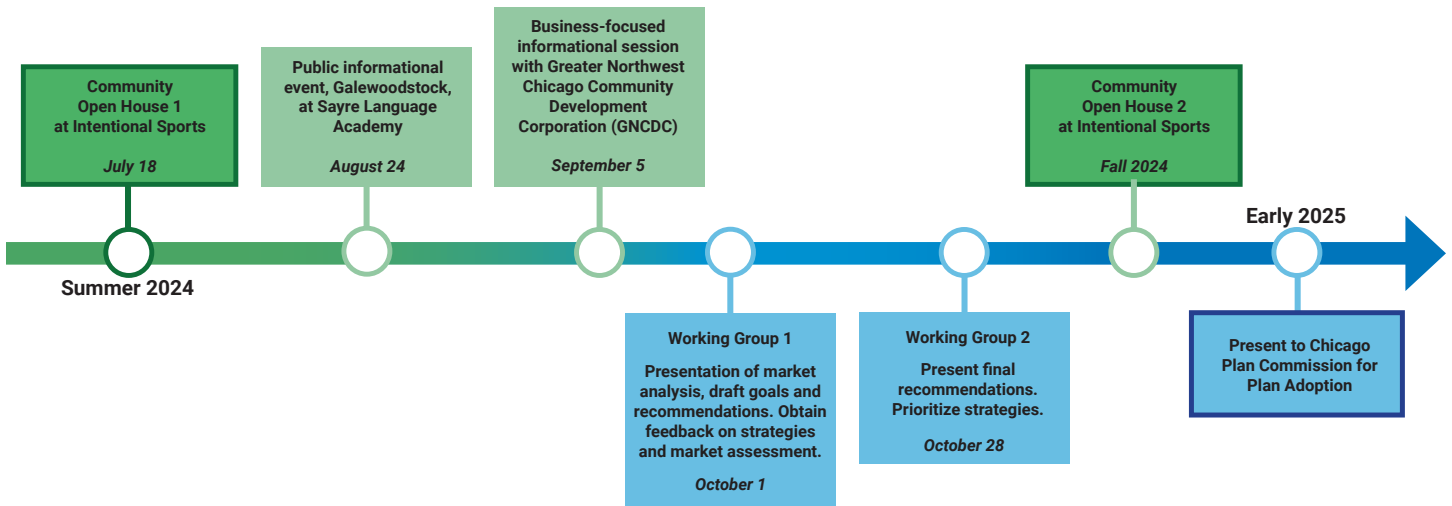 Community
Open House 1
at Intentional Sports
July 18
Summer 2024
Public informational
event, Galewoodstock,
at Sayre Language
Academy
August 24
Business-focused
informational session
with Greater Northwest
Chicago Community
Development
Corporation (GNCDC)
September 5
Working Group 1
Presentation of market
analysis, draft goals and
recommendations. Obtain
feedback on strategies
and market assessment.
October 1
Working Group 2
Present final
recommendations.
Prioritize strategies.
October 28
Community
Open House 2
at Intentional Sports
Fall 2024
Early 2025
Present to Chicago
Plan Commission for
Plan Adoption